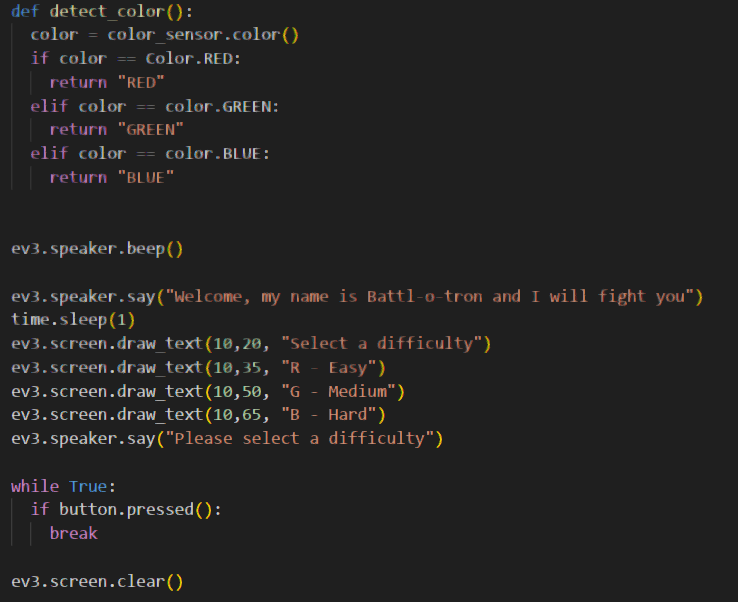 def detect_color():
  color = color_sensor.color()
  if color == Color.RED:
    return "RED"
  elif color == color.GREEN:
    return "GREEN"
  elif color == color.BLUE:
    return "BLUE"
ev3.speaker.beep()
ev3.speaker.say("Welcome, my name is Battl-o-tron and I will fight you")
time.sleep(1)
ev3.screen.draw_text(10,20, "Select a difficulty")
ev3.screen.draw_text(10,35, "R - Easy")
ev3.screen.draw_text(10,50, "G - Medium")
ev3.screen.draw_text(10,65, "B - Hard")
ev3.speaker.say("Please select a difficulty")
while True:
  if button.pressed():
    break
ev3.screen.clear()